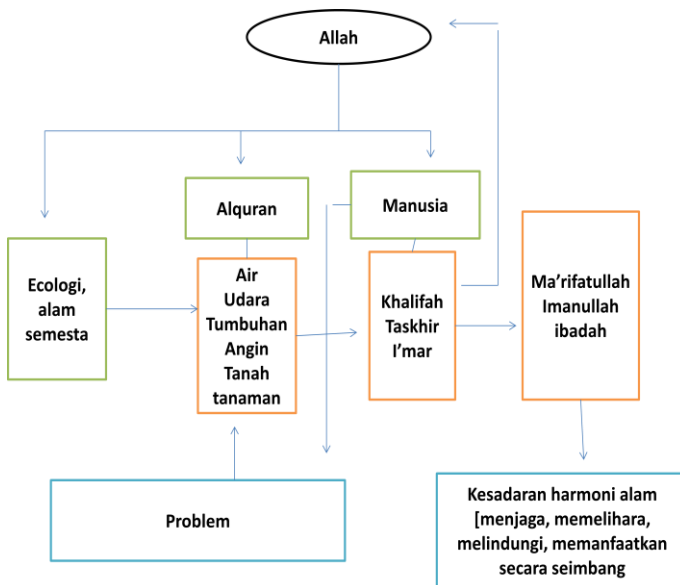 Allah
Alquran
Manusia
Ecologi,
alam
semesta
Air
Udara
Tumbuhan
Angin
Tanah
tanaman
Khalifah
Taskhir
I’mar
Ma’rifatullah
Imanullah
ibadah
Problem
Kesadaran harmoni alam
[menjaga, memelihara,
melindungi, memanfaatkan
secara seimbang